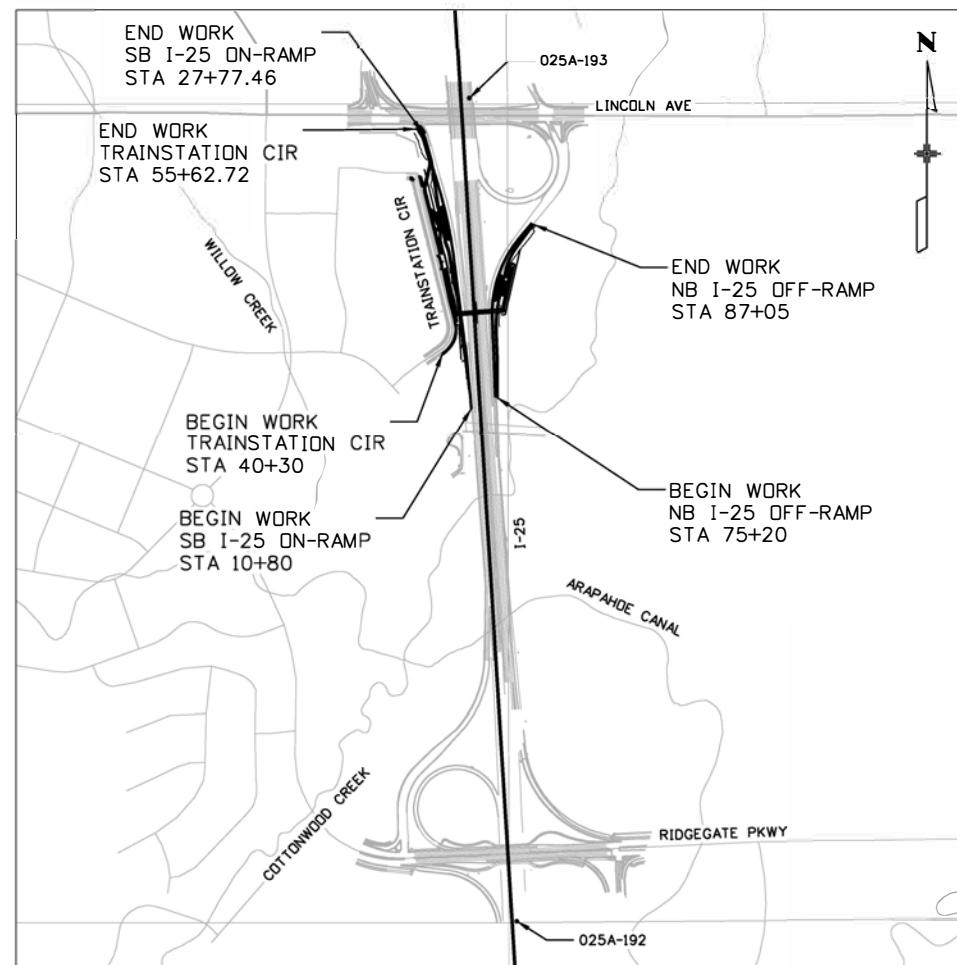 END WORK
SB I-25 ON-RAMP
STA 27+77.46
025A-193
N
LINCOLN AVE
END WORK
TRAINSTATION CIR
STA 55+62.72
TRAINSTATION CIR
WILLOW CREEK
END WORK
NB I-25 OFF-RAMP
STA 87+05
BEGIN WORK
TRAINSTATION CIR
STA 40+30
BEGIN WORK
NB I-25 OFF-RAMP
STA 75+20
BEGIN WORK
SB I-25 ON-RAMP
STA 10+80
I-25
ARAPAHOE CANAL
COTTONWOOD CREEK
RIDGEGATE PKWY
025A-192